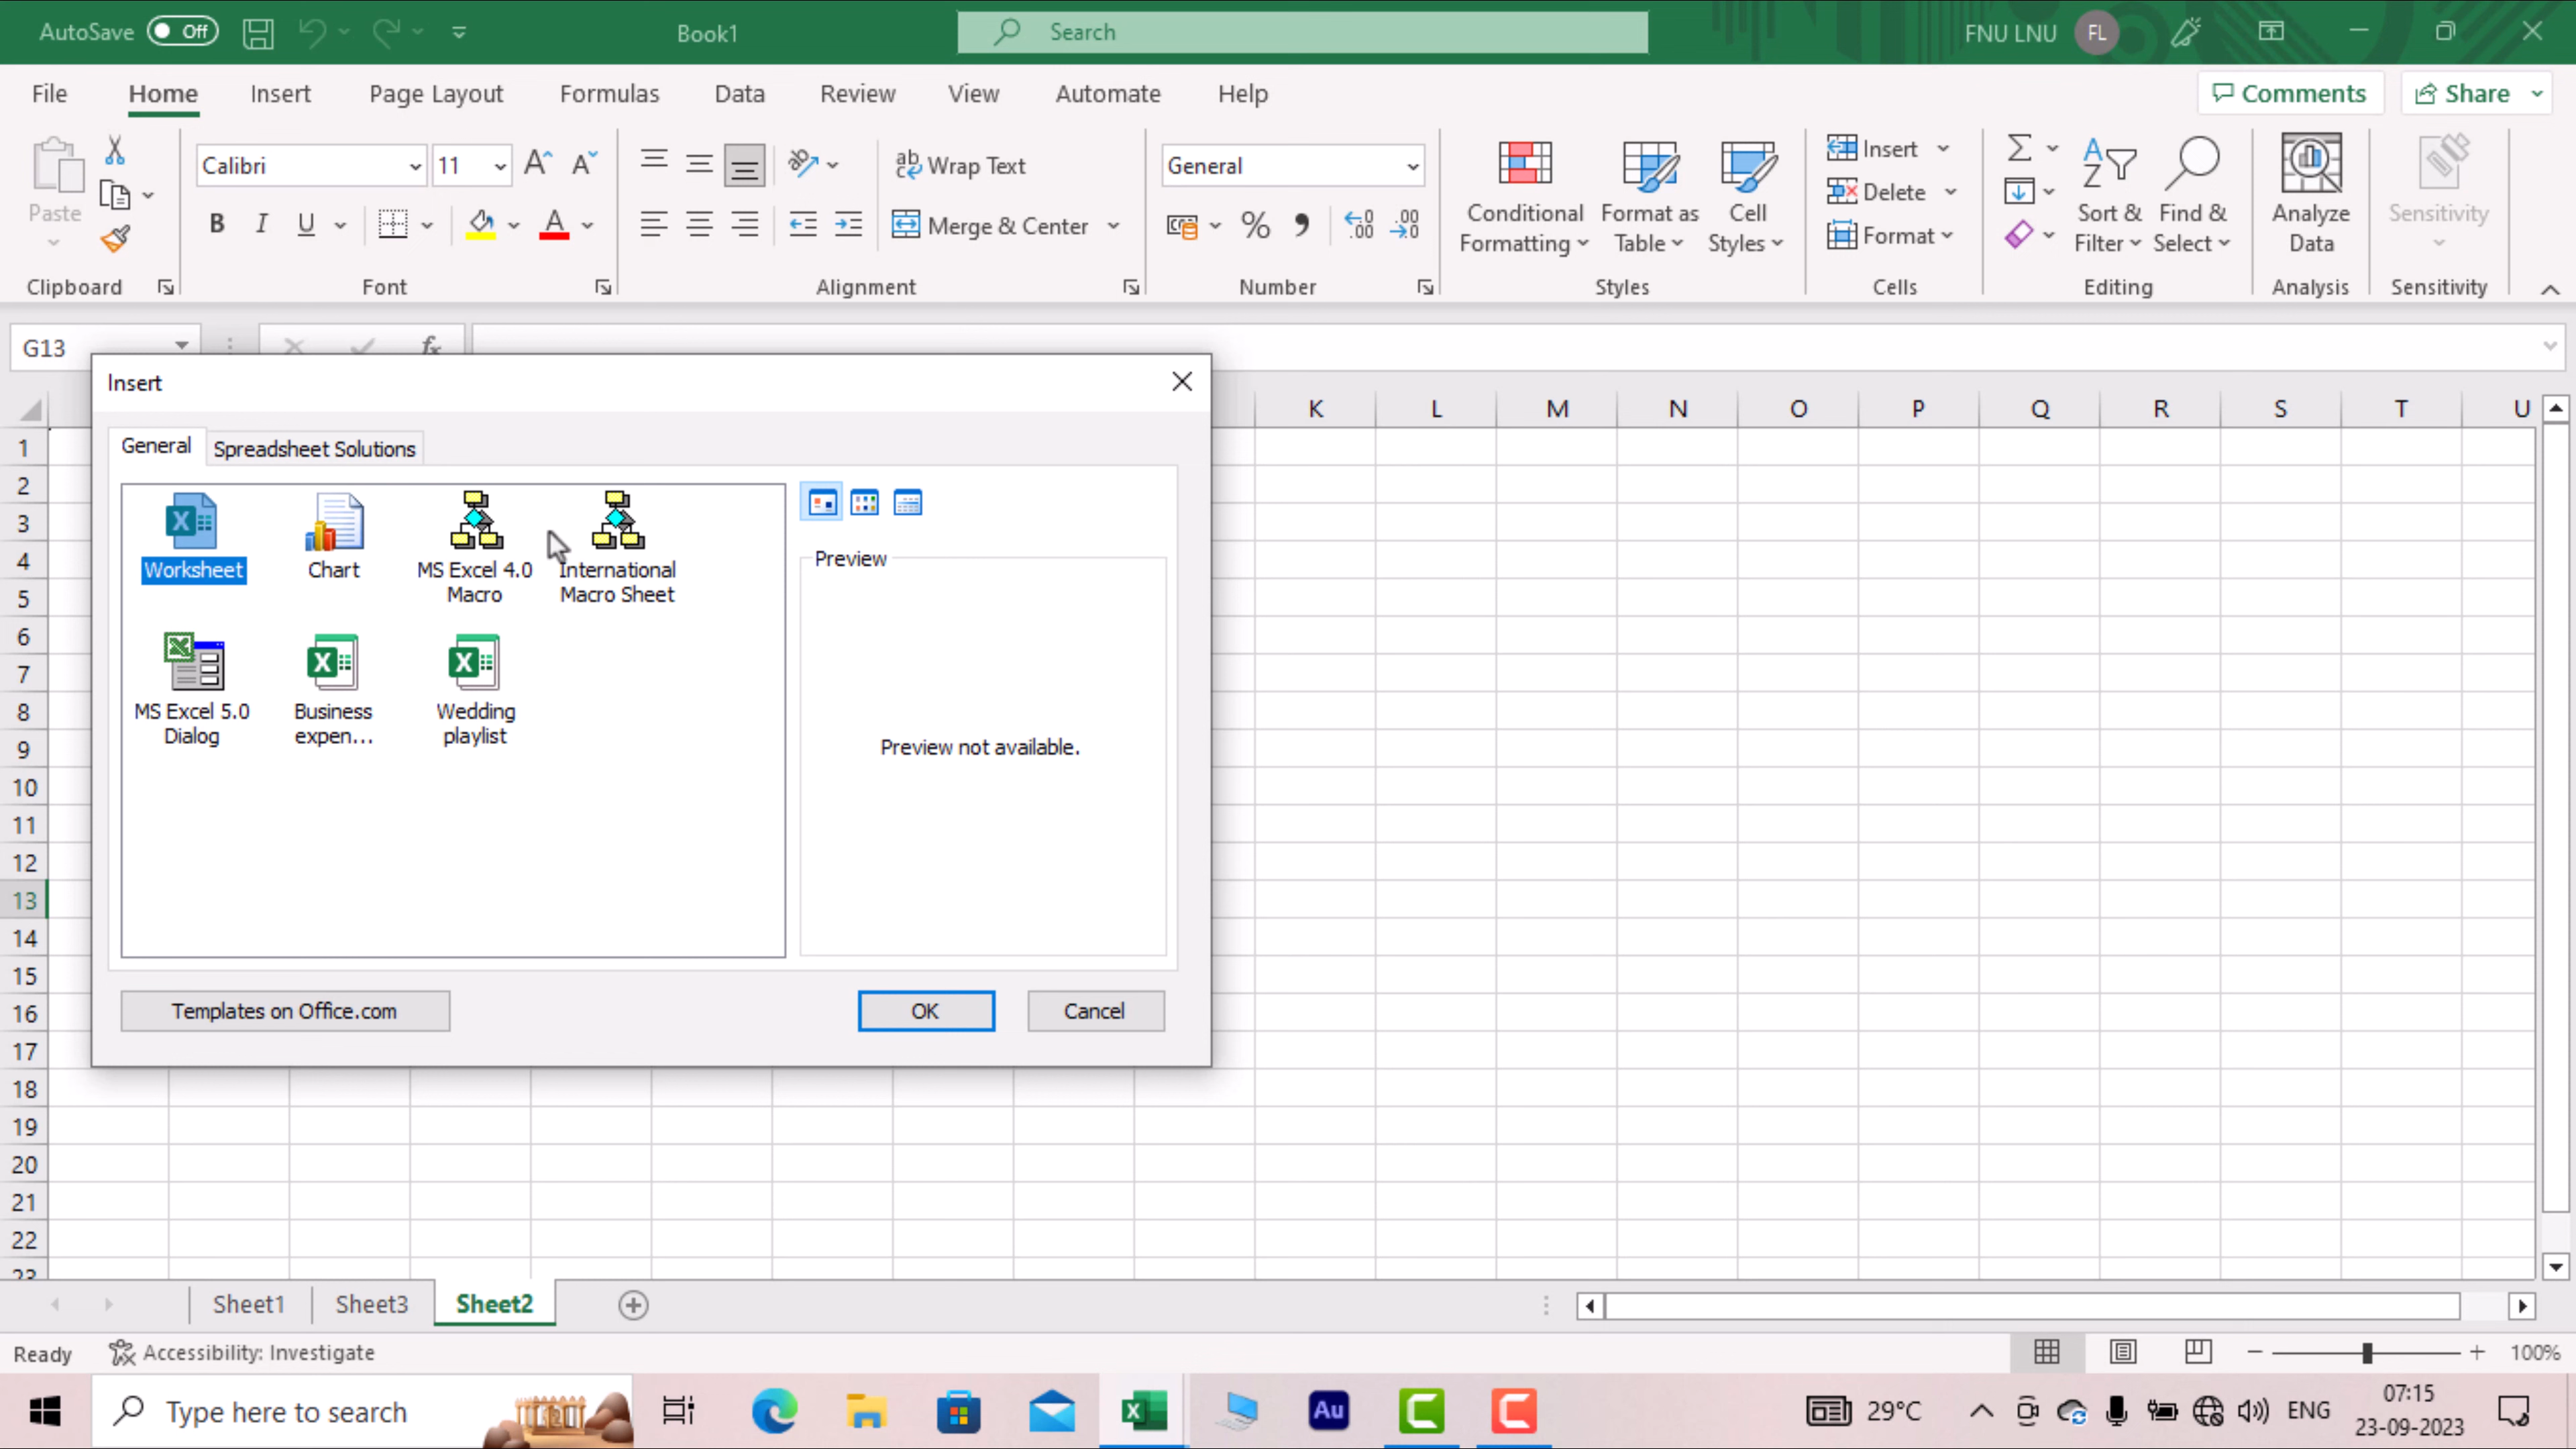 AutoSave Off Book1 Search FNU LNU FL
File Home Insert Page Layout Formulas Data Review View Automate Help Comments Share
Paste
Calibri 11
B I U A
ab Wrap Text
Merge & Center
General
% ,
Conditional Formatting
Format as Table
Cell Styles
Insert
Delete
Format
Sort & Filter
Find & Select
Analyze Data
Sensitivity
Clipboard Font Alignment Number Styles Cells Editing Analysis Sensitivity
G13 fx
K L M N O P Q R S T U
Insert
General Spreadsheet Solutions
Worksheet
Chart
MS Excel 4.0
Macro
International
Macro Sheet
MS Excel 5.0
Dialog
Business
expen...
Wedding
playlist
Preview
Preview not available.
Templates on Office.com OK Cancel
1
2
3
4
5
6
7
8
9
10
11
12
13
14
15
16
17
18
19
20
21
22
23
Sheet1 Sheet3 Sheet2
Ready Accessibility: Investigate 100%
Type here to search Au 29°C ENG
07:15
23-09-2023